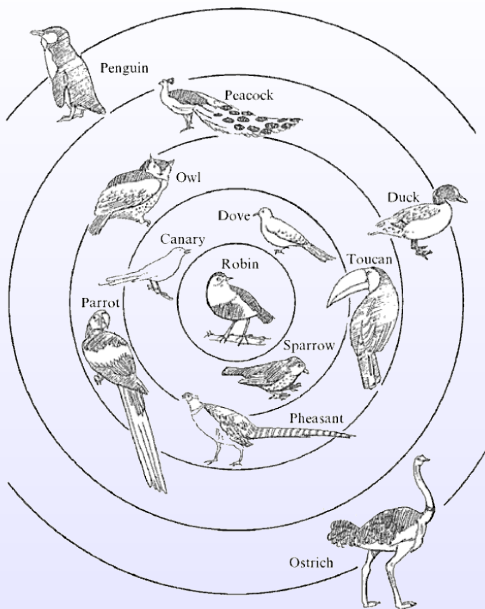 Penguin
Peacock
Owl
Duck
Dove
Canary
Toucan
Robin
Parrot
Sparrow
Pheasant
Ostrich